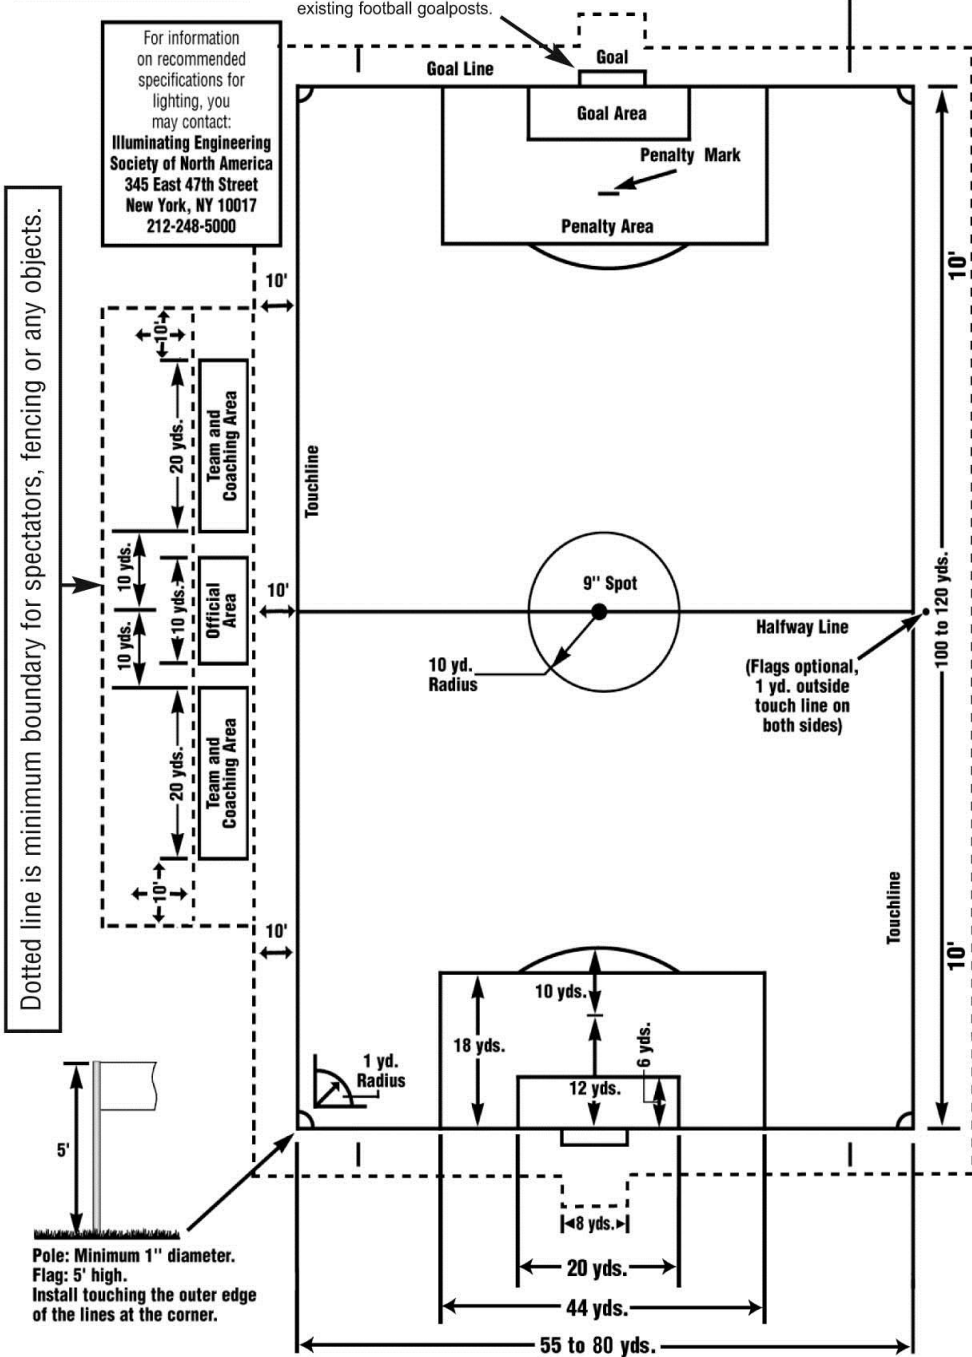 existing football goalposts.
For information
on recommended
specifications for
lighting, you
may contact:
Illuminating Engineering
Society of North America
345 East 47th Street
New York, NY 10017
212-248-5000
Goal Line
Goal
Goal Area
Penalty Mark
Penalty Area
Dotted line is minimum boundary for spectators, fencing or any objects.
10'
10'
10'
20 yds.
Team and
Coaching Area
Touchline
10 yds.
10 yds.
10 yds.
Official
Area
10'
9" Spot
Halfway Line
10 yd.
Radius
(Flags optional,
1 yd. outside
touch line on
both sides)
100 to 120 yds.
20 yds.
Team and
Coaching Area
10'
10'
Touchline
10'
10 yds.
18 yds.
12 yds.
6 yds.
1 yd.
Radius
5'
8 yds.
20 yds.
44 yds.
55 to 80 yds.
Pole: Minimum 1" diameter.
Flag: 5' high.
Install touching the outer edge
of the lines at the corner.